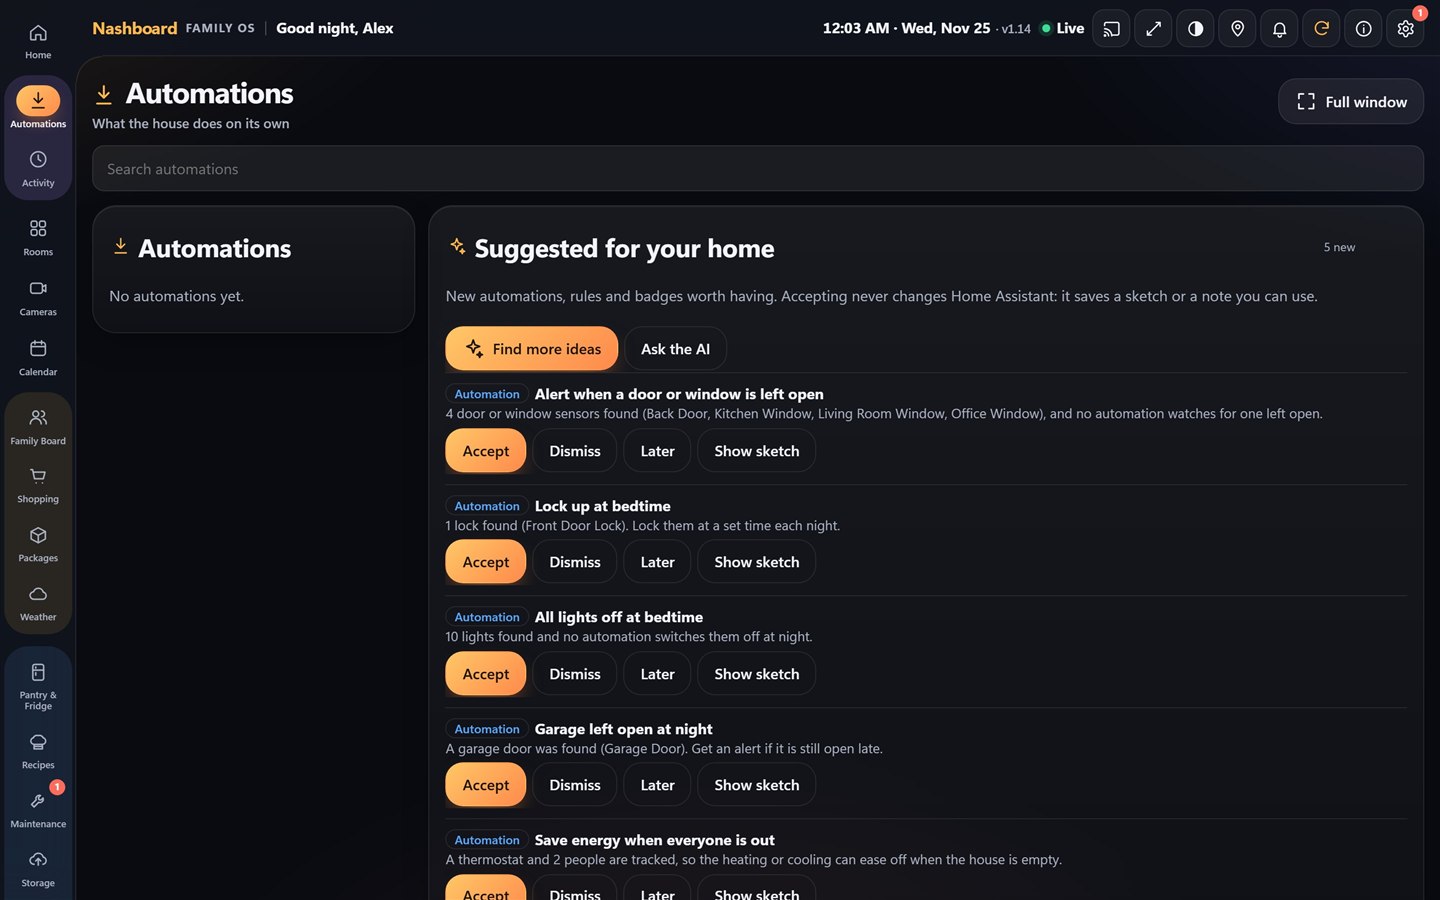 Nashboard FAMILY OS Good night, Alex
12:03 AM · Wed, Nov 25 · v1.14 Live
1
Home
Automations
Activity
Rooms
Cameras
Calendar
Family Board
Shopping
Packages
Weather
Pantry &
Fridge
Recipes
1
Maintenance
Storage
Automations
What the house does on its own
Full window
Search automations
Automations
No automations yet.
Suggested for your home
5 new
New automations, rules and badges worth having. Accepting never changes Home Assistant: it saves a sketch or a note you can use.
Find more ideas Ask the AI
Automation Alert when a door or window is left open
4 door or window sensors found (Back Door, Kitchen Window, Living Room Window, Office Window), and no automation watches for one left open.
Accept Dismiss Later Show sketch
Automation Lock up at bedtime
1 lock found (Front Door Lock). Lock them at a set time each night.
Accept Dismiss Later Show sketch
Automation All lights off at bedtime
10 lights found and no automation switches them off at night.
Accept Dismiss Later Show sketch
Automation Garage left open at night
A garage door was found (Garage Door). Get an alert if it is still open late.
Accept Dismiss Later Show sketch
Automation Save energy when everyone is out
A thermostat and 2 people are tracked, so the heating or cooling can ease off when the house is empty.
Accept Dismiss Later Show sketch